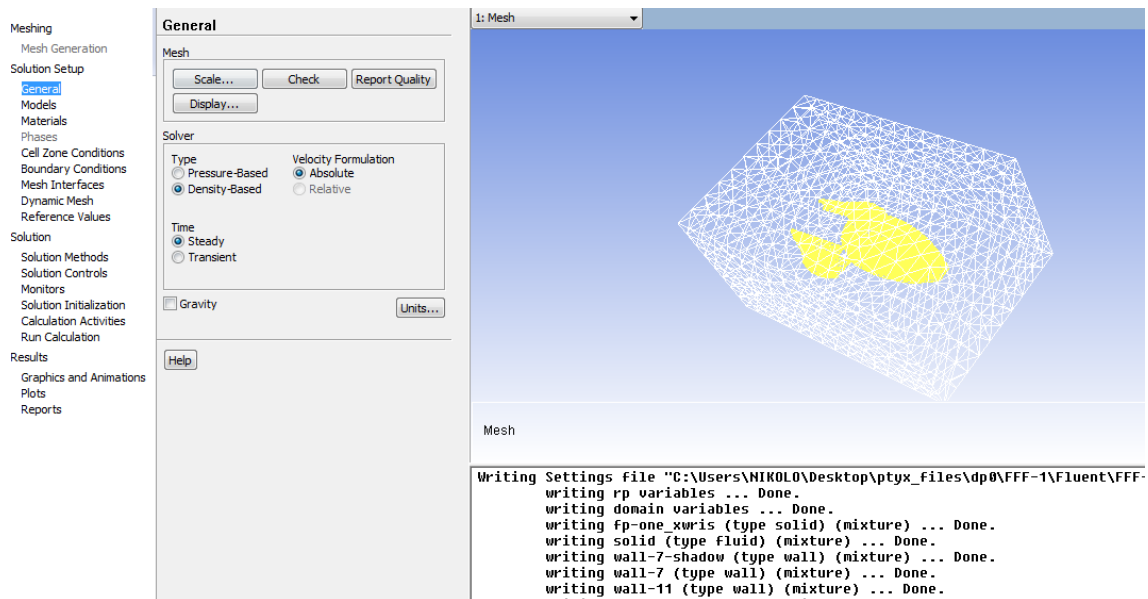 Meshing
Mesh Generation
Solution Setup
General
Models
Materials
Phases
Cell Zone Conditions
Boundary Conditions
Mesh Interfaces
Dynamic Mesh
Reference Values
Solution
Solution Methods
Solution Controls
Monitors
Solution Initialization
Calculation Activities
Run Calculation
Results
Graphics and Animations
Plots
Reports
General
Mesh
Scale... Check Report Quality
Display...
Solver
Type Velocity Formulation
Pressure-Based Absolute
Density-Based Relative
Time
Steady
Transient
Gravity Units...
Help
1: Mesh
Mesh
Writing Settings file "C:\Users\NIKOLO\Desktop\ptyx_files\dp0\FFF-1\Fluent\FFF-
writing rp variables ... Done.
writing domain variables ... Done.
writing fp-one_xwris (type solid) (mixture) ... Done.
writing solid (type fluid) (mixture) ... Done.
writing wall-7-shadow (type wall) (mixture) ... Done.
writing wall-7 (type wall) (mixture) ... Done.
writing wall-11 (type wall) (mixture) ... Done.